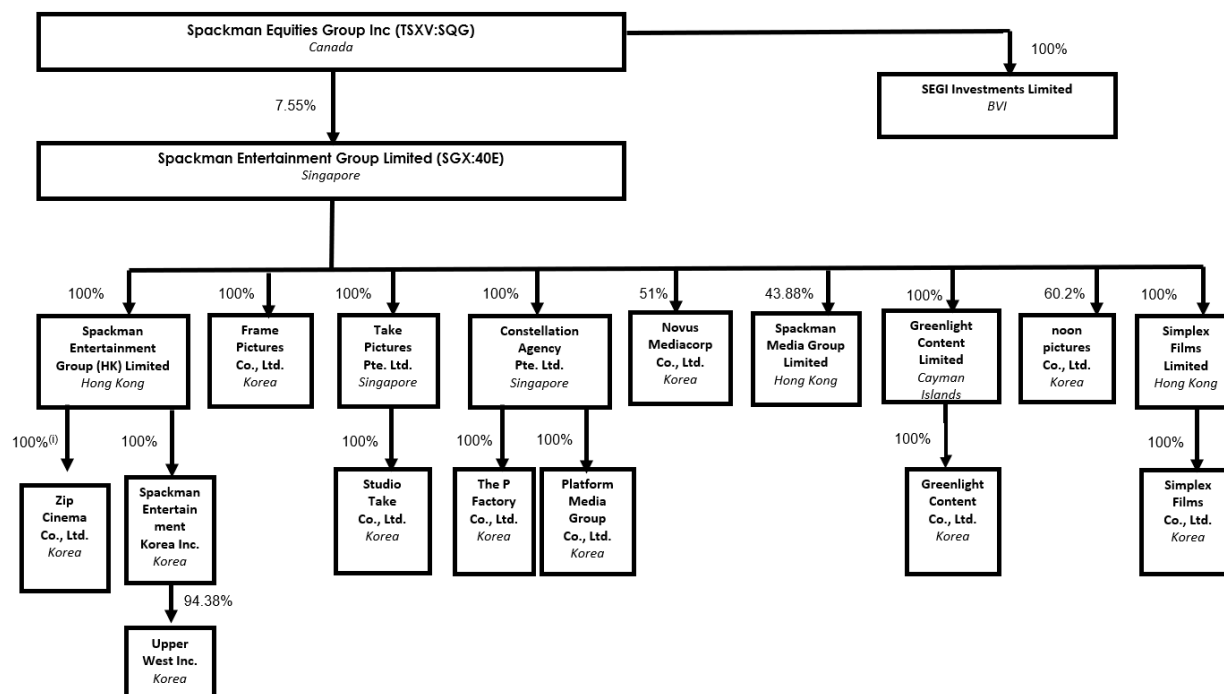 Spackman Equities Group Inc (TSXV:SQG)
Canada
100%
SEGI Investments Limited
BVI
7.55%
Spackman Entertainment Group Limited (SGX:40E)
Singapore
100%
100%
100%
100%
51%
43.88%
100%
60.2%
100%
Spackman
Entertainment
Group (HK) Limited
Hong Kong
Frame
Pictures
Co., Ltd.
Korea
Take
Pictures
Pte. Ltd.
Singapore
Constellation
Agency
Pte. Ltd.
Singapore
Novus
Mediacorp
Co., Ltd.
Korea
Spackman
Media Group
Limited
Hong Kong
Greenlight
Content
Limited
Cayman
Islands
noon
pictures
Co., Ltd.
Korea
Simplex
Films
Limited
Hong Kong
100%(i)
100%
100%
100%
100%
100%
100%
Zip
Cinema
Co., Ltd.
Korea
Spackman
Entertain
ment
Korea Inc.
Korea
Studio
Take
Co., Ltd.
Korea
The P
Factory
Co., Ltd.
Korea
Platform
Media
Group
Co., Ltd.
Korea
Greenlight
Content
Co., Ltd.
Korea
Simplex
Films
Co., Ltd.
Korea
94.38%
Upper
West Inc.
Korea